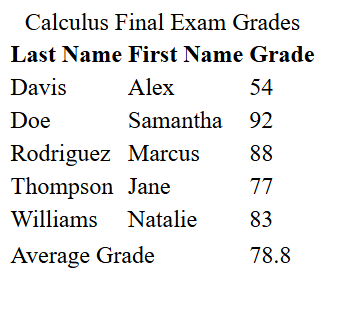 Calculus Final Exam Grades
Last Name First Name Grade
Davis Alex 54
Doe Samantha 92
Rodriguez Marcus 88
Thompson Jane 77
Williams Natalie 83
Average Grade 78.8